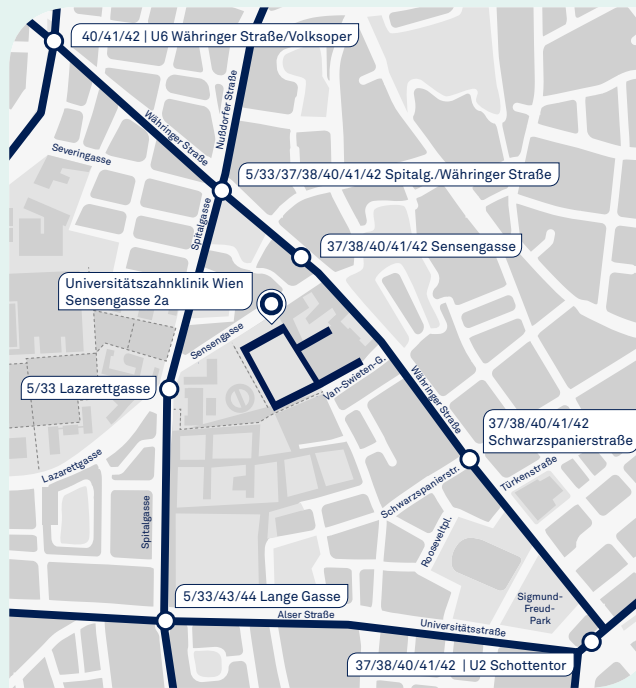 40/41/42 | U6 Währinger Straße/Volksoper
Nußdorfer Straße
Währinger Straße
Severingasse
5/33/37/38/40/41/42 Spitalg./Währinger Straße
Spitalgasse
37/38/40/41/42 Sensengasse
Universitätszahnklinik Wien
Sensengasse 2a
Sensengasse
Van-Swieten-G.
5/33 Lazarettgasse
Währinger Straße
37/38/40/41/42
Schwarzspanierstraße
Lazarettgasse
Schwarzspanierstr.
Türkenstraße
Spitalgasse
Rooseveltpl.
5/33/43/44 Lange Gasse
Alser Straße
Sigmund-
Freud-
Park
Universitätsstraße
37/38/40/41/42 | U2 Schottentor